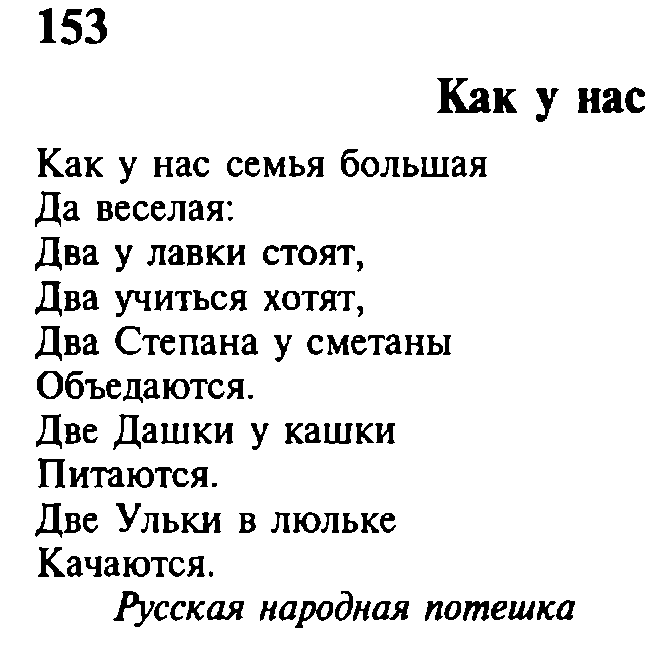 153
Как у нас
Как у нас семья большая
Да веселая:
Два у лавки стоят,
Два учиться хотят,
Два Степана у сметаны
Объедаются.
Две Дашки у кашки
Питаются.
Две Ульки в люльке
Качаются.
Русская народная потешка